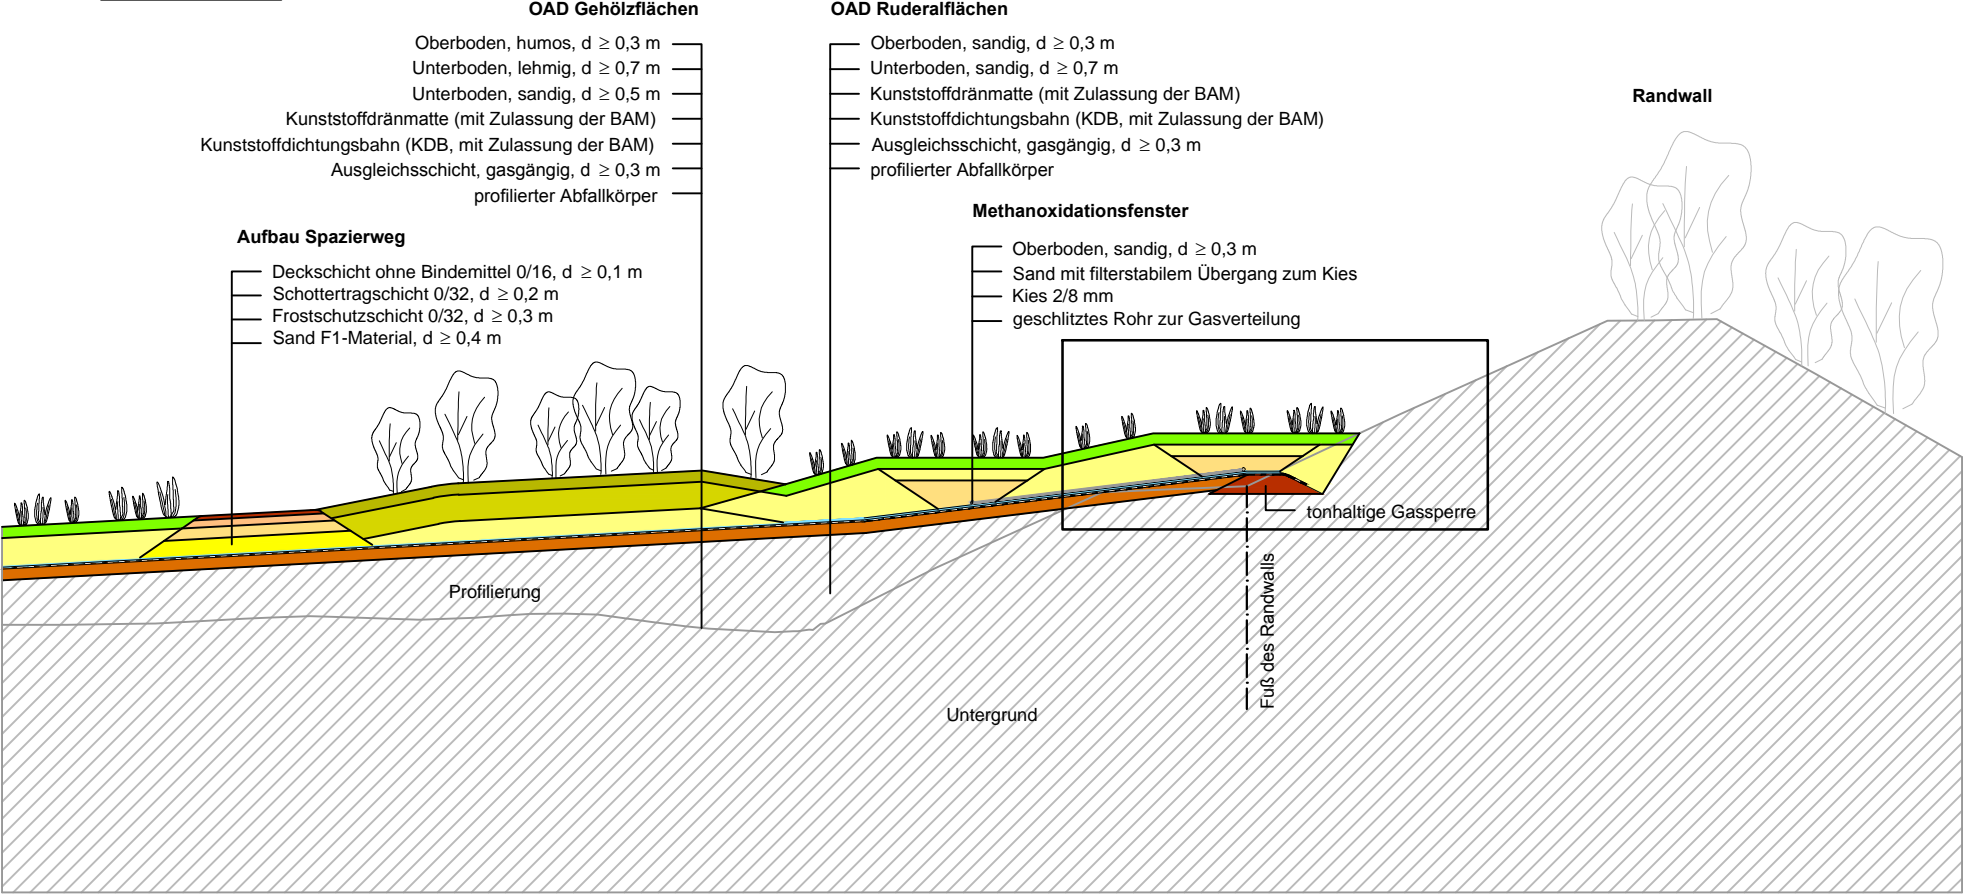 OAD Gehölzflächen
Oberboden, humos, d ≥ 0,3 m
Unterboden, lehmig, d ≥ 0,7 m
Unterboden, sandig, d ≥ 0,5 m
Kunststoffdränmatte (mit Zulassung der BAM)
Kunststoffdichtungsbahn (KDB, mit Zulassung der BAM)
Ausgleichsschicht, gasgängig, d ≥ 0,3 m
profilierter Abfallkörper
OAD Ruderalflächen
Oberboden, sandig, d ≥ 0,3 m
Unterboden, sandig, d ≥ 0,7 m
Kunststoffdränmatte (mit Zulassung der BAM)
Kunststoffdichtungsbahn (KDB, mit Zulassung der BAM)
Ausgleichsschicht, gasgängig, d ≥ 0,3 m
profilierter Abfallkörper
Randwall
Methanoxidationsfenster
Oberboden, sandig, d ≥ 0,3 m
Sand mit filterstabilem Übergang zum Kies
Kies 2/8 mm
geschlitztes Rohr zur Gasverteilung
Aufbau Spazierweg
Deckschicht ohne Bindemittel 0/16, d ≥ 0,1 m
Schottertragschicht 0/32, d ≥ 0,2 m
Frostschutzschicht 0/32, d ≥ 0,3 m
Sand F1-Material, d ≥ 0,4 m
tonhaltige Gassperre
Profilierung
Fuß des Randwalls
Untergrund